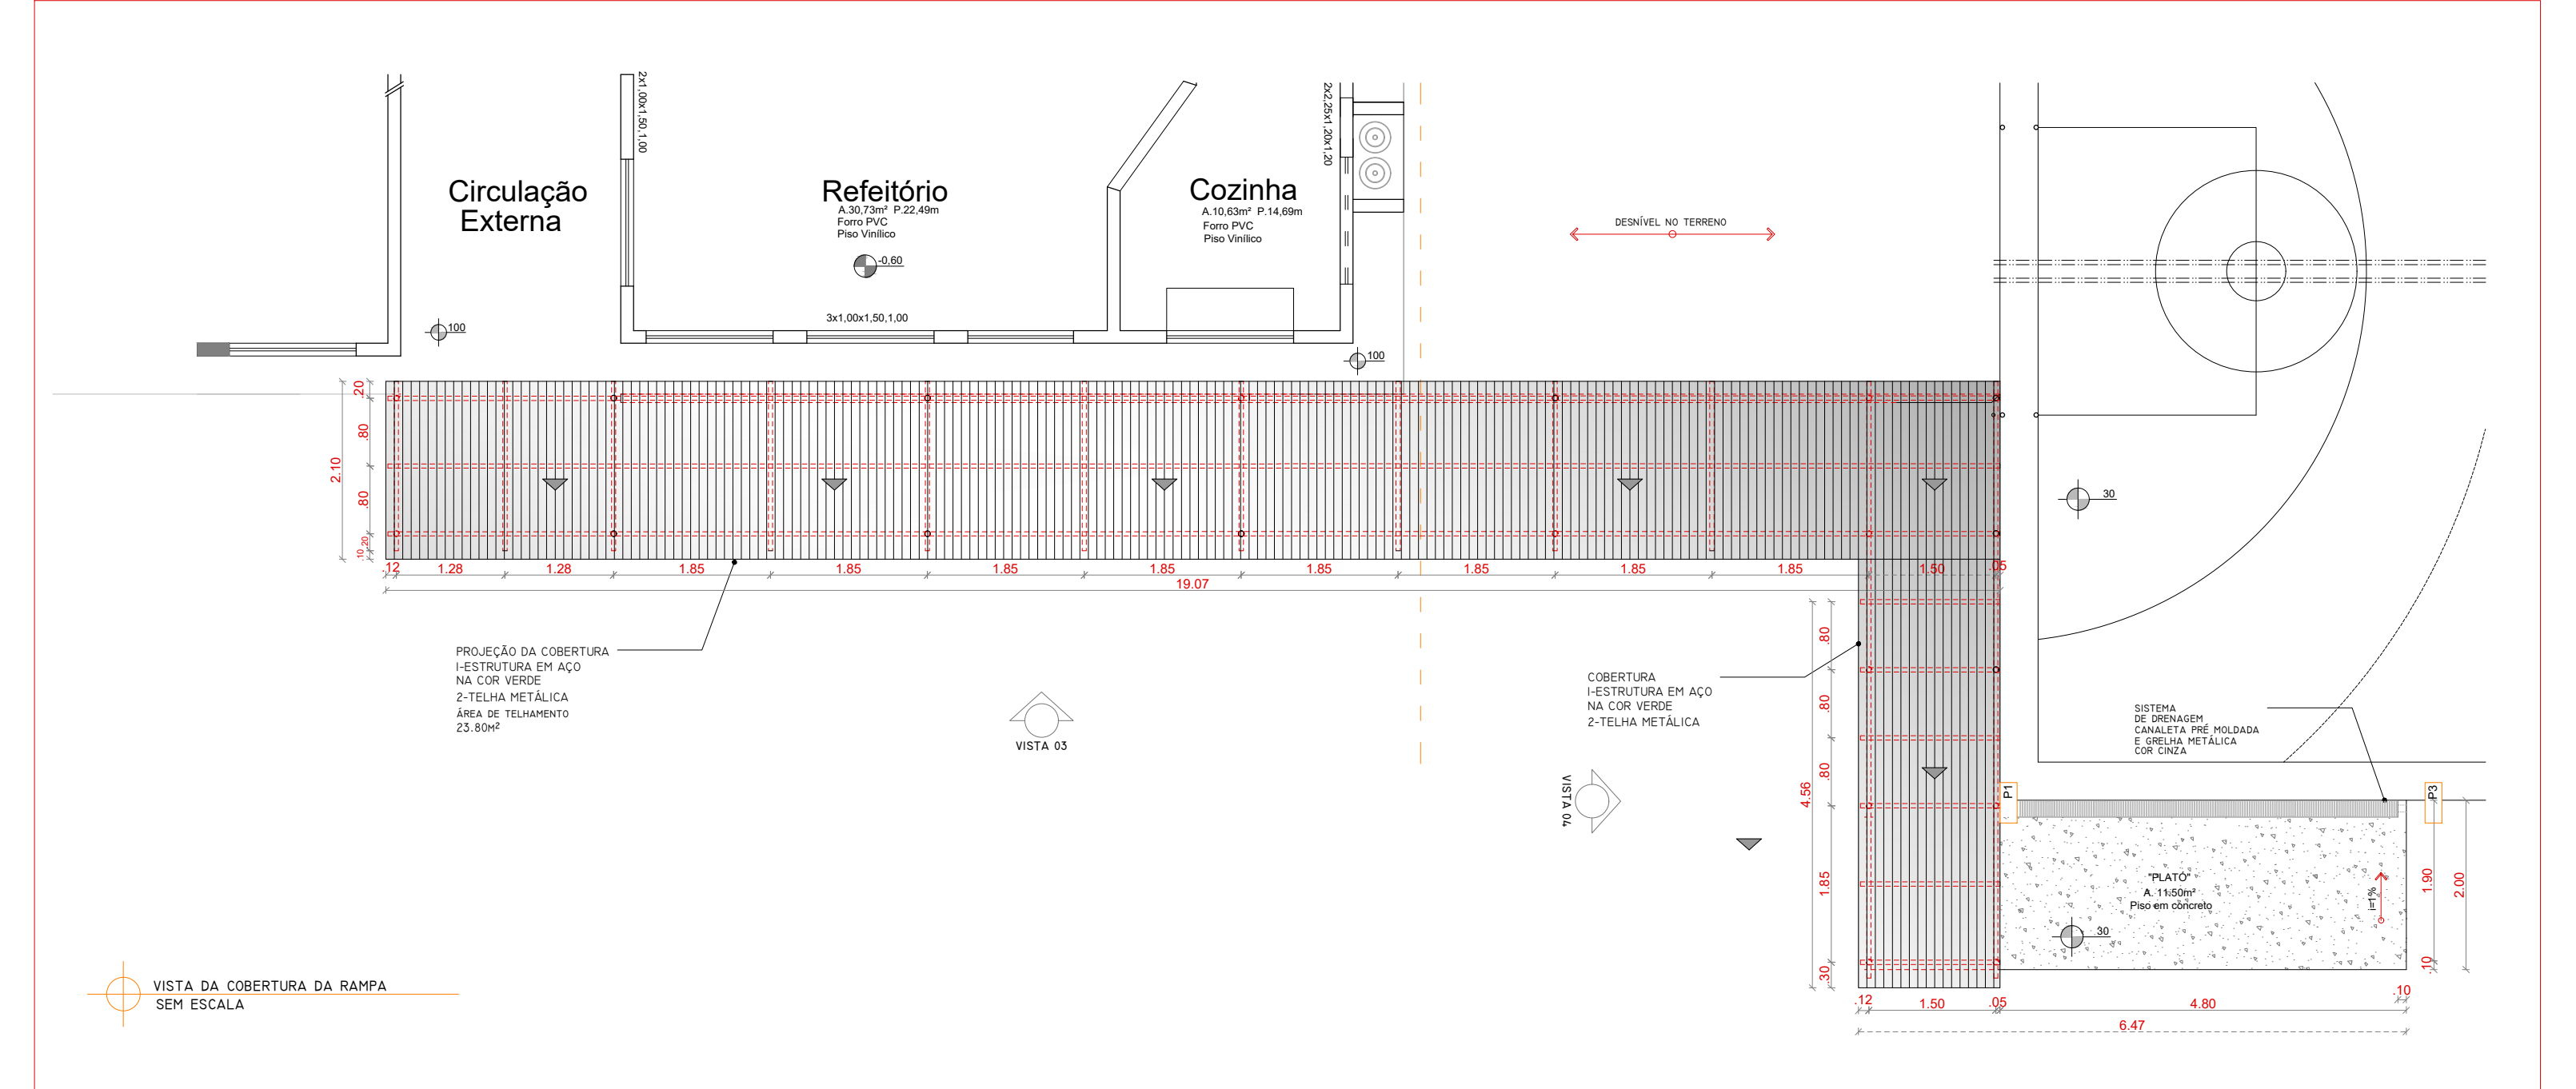 2x1,00x1,50,1,00
2x2,25x1,20x1,20
Circulação
Externa
Refeitório
A.30,73m² P.22,49m
Forro PVC
Piso Vinílico
-0,60
Cozinha
A.10,63m² P.14,69m
Forro PVC
Piso Vinílico
DESNÍVEL NO TERRENO
3x1,00x1,50,1,00
100
100
.20
.80
2.10
.80
.20
.10
30
.12
1.28
1.28
1.85
1.85
1.85
1.85
1.85
1.85
1.85
1.85
1.50
.05
19.07
PROJEÇÃO DA COBERTURA
1-ESTRUTURA EM AÇO
NA COR VERDE
2-TELHA METÁLICA
ÁREA DE TELHAMENTO
23.80M²
VISTA 03
COBERTURA
1-ESTRUTURA EM AÇO
NA COR VERDE
2-TELHA METÁLICA
VISTA 04
.80
.80
.80
4.56
1.85
.30
SISTEMA
DE DRENAGEM
CANALETA PRÉ MOLDADA
E GRELHA METÁLICA
COR CINZA
P1
P3
"PLATÔ"
A. 11.50m²
Piso em concreto
i=1%
30
1.90
2.00
.10
.10
.12
1.50
.05
4.80
6.47
VISTA DA COBERTURA DA RAMPA
SEM ESCALA